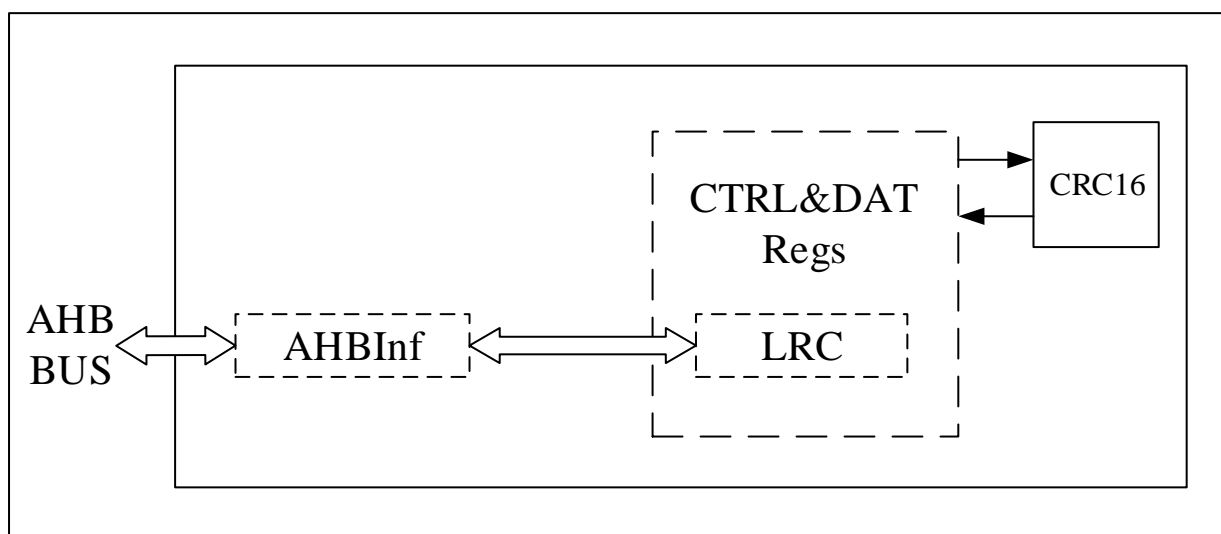 CTRL&DAT
Regs
CRC16
AHB
BUS
AHBInf
LRC